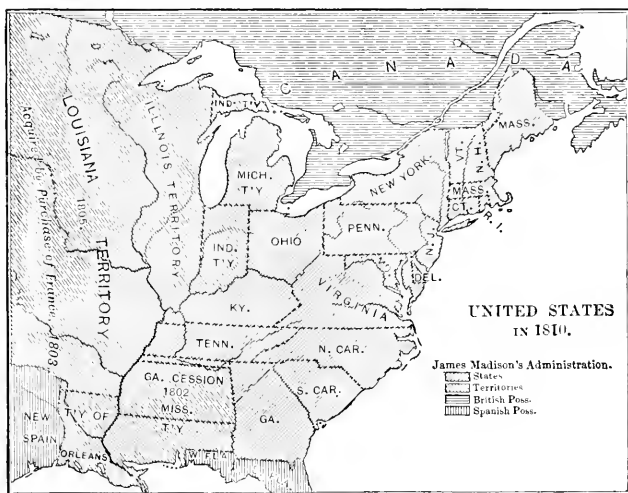 CANADA
LOUISIANA
1805.
TERRITORY
Acquired by Purchase of France, 1803
ILLINOIS TERRITORY
IND. T'Y
MICH.
T'Y
MASS.
VT.
N.H.
NEW YORK
MASS.
CT.
R.I.
PENN.
N.J.
OHIO
IND.
T'Y
DEL.
VIRGINIA
KY.
TENN.
N. CAR.
S. CAR.
GA. CESSION
1802
MISS.
T'Y
GA.
NEW
SPAIN
T'Y OF
ORLEANS
W. FLA
UNITED STATES
IN 1810.
James Madison's Administration.
States
Territories
British Poss.
Spanish Poss.